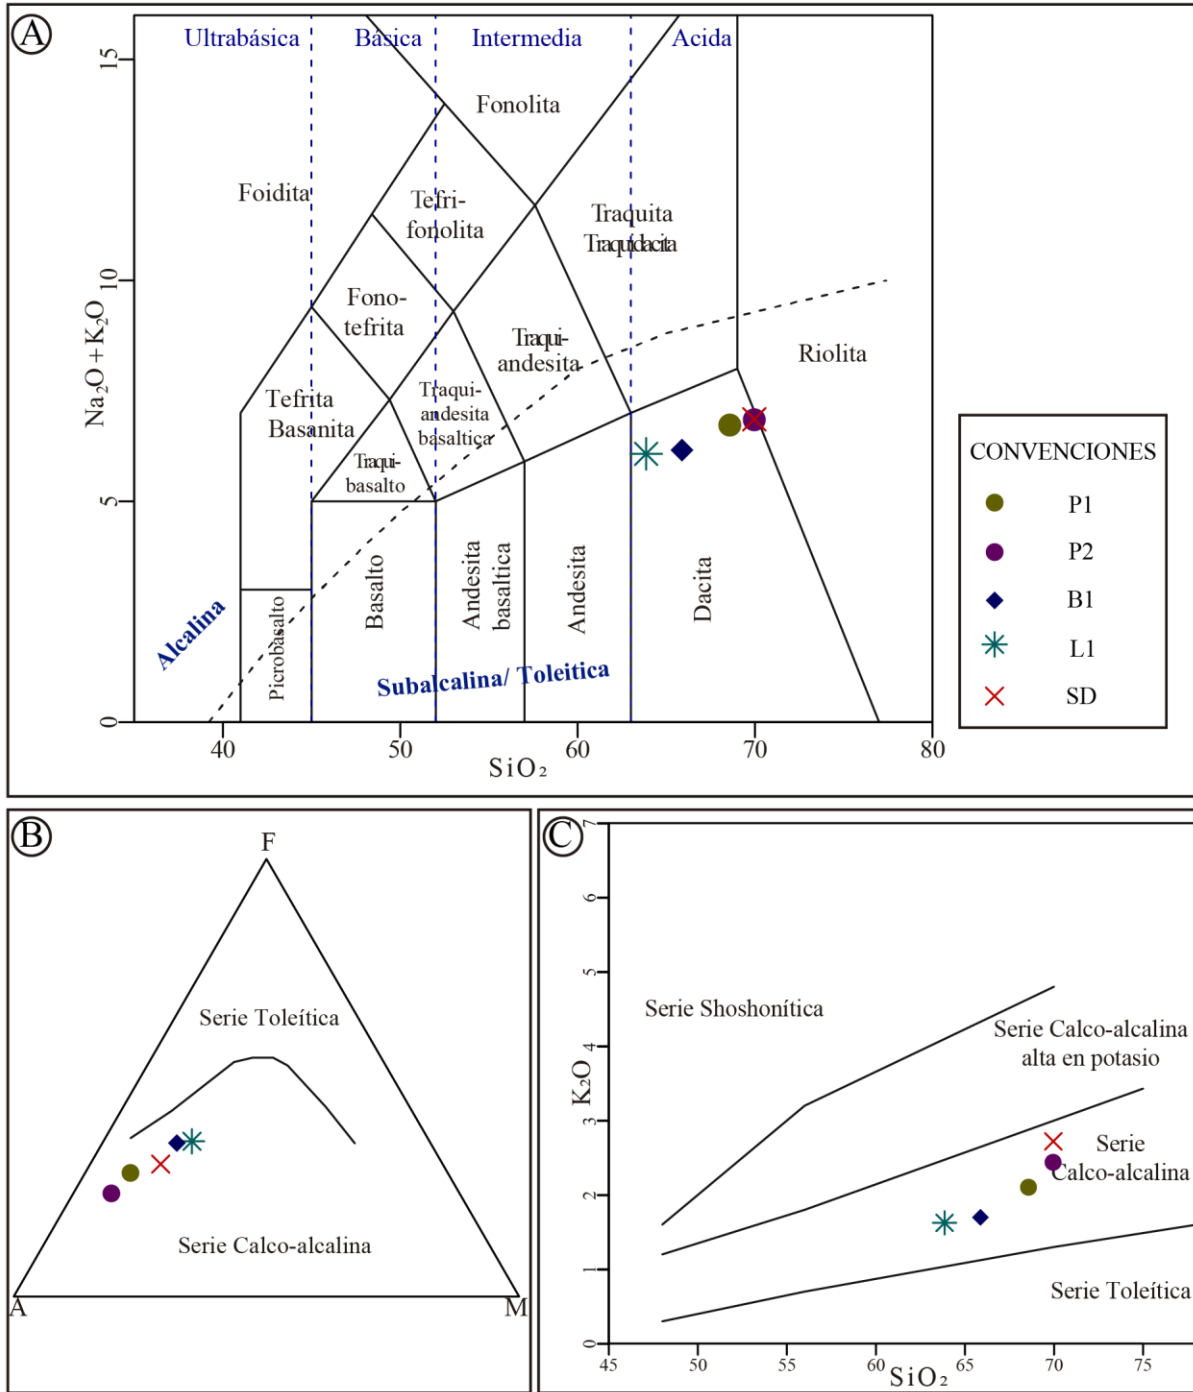 A
Ultrabásica Básica Intermedia Acida
15
10
5
0
Na₂O + K₂O
Fonolita
Foidita
Tefri-
fonolita
Traquita
Traquidacita
Fono-
tefrita
Traqui-
andesita
Riolita
Tefrita
Basanita
Traqui-
andesita
basaltica
Traqui-
basalto
Alcalina
Picrobasalto
Basalto
Andesita
basaltica
Andesita
Dacita
Subalcalina/ Toleitica
40 50 60 70 80
SiO₂
CONVENCIONES
P1
P2
B1
L1
SD
B
F
Serie Toleítica
Serie Calco-alcalina
A M
C
7
6
5
4
3
2
1
0
K₂O
Serie Shoshonítica
Serie Calco-alcalina
alta en potasio
Serie
Calco-alcalina
Serie Toleítica
45 50 55 60 65 70 75
SiO₂